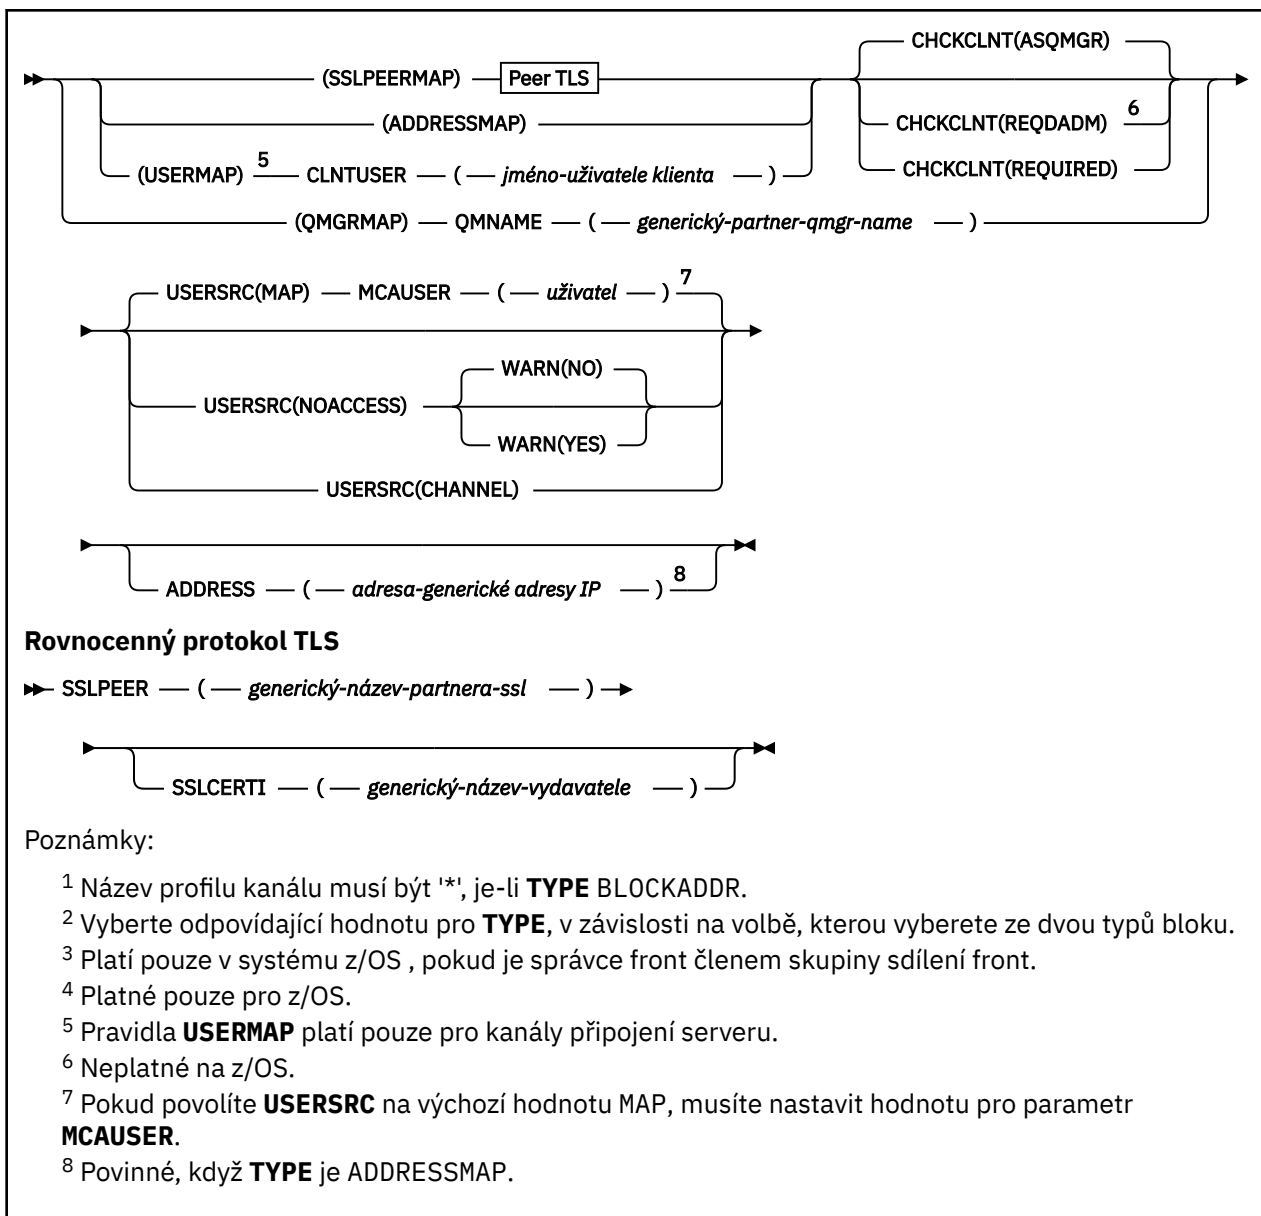 CHCKCLNT(ASQMGR)
(SSLPEERMAP) Peer TLS
(ADDRESSMAP) CHCKCLNT(REQDADM) 6
(USERMAP) 5 CLNTUSER ( jméno-uživatele klienta ) CHCKCLNT(REQUIRED)
(QMGRMAP) QMNAME ( generický-partner-qmgr-name )
USERSRC(MAP) MCAUSER ( uživatel ) 7
WARN(NO)
USERSRC(NOACCESS)
WARN(YES)
USERSRC(CHANNEL)
ADDRESS ( adresa-generické adresy IP ) 8
Rovnocenný protokol TLS
SSLPEER ( generický-název-partnera-ssl )
SSLCERTI ( generický-název-vydavatele )
Poznámky:
1 Název profilu kanálu musí být '*', je-li TYPE BLOCKADDR.
2 Vyberte odpovídající hodnotu pro TYPE, v závislosti na volbě, kterou vyberete ze dvou typů bloku.
3 Platí pouze v systému z/OS , pokud je správce front členem skupiny sdílení front.
4 Platné pouze pro z/OS.
5 Pravidla USERMAP platí pouze pro kanály připojení serveru.
6 Neplatné na z/OS.
7 Pokud povolíte USERSRC na výchozí hodnotu MAP, musíte nastavit hodnotu pro parametr
MCAUSER.
8 Povinné, když TYPE je ADDRESSMAP.